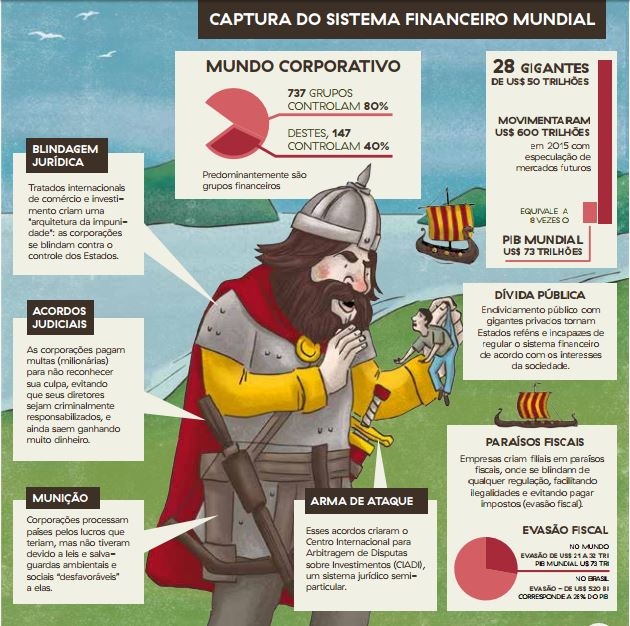 CAPTURA DO SISTEMA FINANCEIRO MUNDIAL
MUNDO CORPORATIVO
737 GRUPOS
CONTROLAM 80%
DESTES, 147
CONTROLAM 40%
Predominantemente são
grupos financeiros
28 GIGANTES
DE US$ 50 TRILHÕES
MOVIMENTARAM
US$ 600 TRILHÕES
em 2015 com
especulação de
mercados futuros
EQUIVALE A
8 VEZES O
PIB MUNDIAL
US$ 73 TRILHÕES
BLINDAGEM
JURÍDICA
Tratados internacionais
de comércio e investi-
mento criam uma
"arquitetura da impuni-
dade": as corporações
se blindam contra o
controle dos Estados.
DÍVIDA PÚBLICA
Endividamento público com
gigantes privados tornam
Estados reféns e incapazes de
regular o sistema financeiro
de acordo com os interesses
da sociedade.
ACORDOS
JUDICIAIS
As corporações pagam
multas (milionárias)
para não reconhecer
sua culpa, evitando
que seus diretores
sejam criminalmente
responsabilizados, e
ainda saem ganhando
muito dinheiro.
PARAÍSOS FISCAIS
Empresas criam filiais em paraísos
fiscais, onde se blindam de
qualquer regulação, facilitando
ilegalidades e evitando pagar
impostos (evasão fiscal).
MUNIÇÃO
Corporações processam
países pelos lucros que
teriam, mas não tiveram
devido a leis e salva-
guardas ambientais e
sociais "desfavoráveis"
a elas.
ARMA DE ATAQUE
Esses acordos criaram o
Centro Internacional para
Arbitragem de Disputas
sobre Investimentos (CIADI),
um sistema jurídico semi-
particular.
EVASÃO FISCAL
NO MUNDO
EVASÃO DE US$ 21 A 32 TRI
PIB MUNDIAL U$ 73 TRI
NO BRASIL
EVASÃO - DE US$ 520 BI
CORRESPONDE A 28% DO PIB